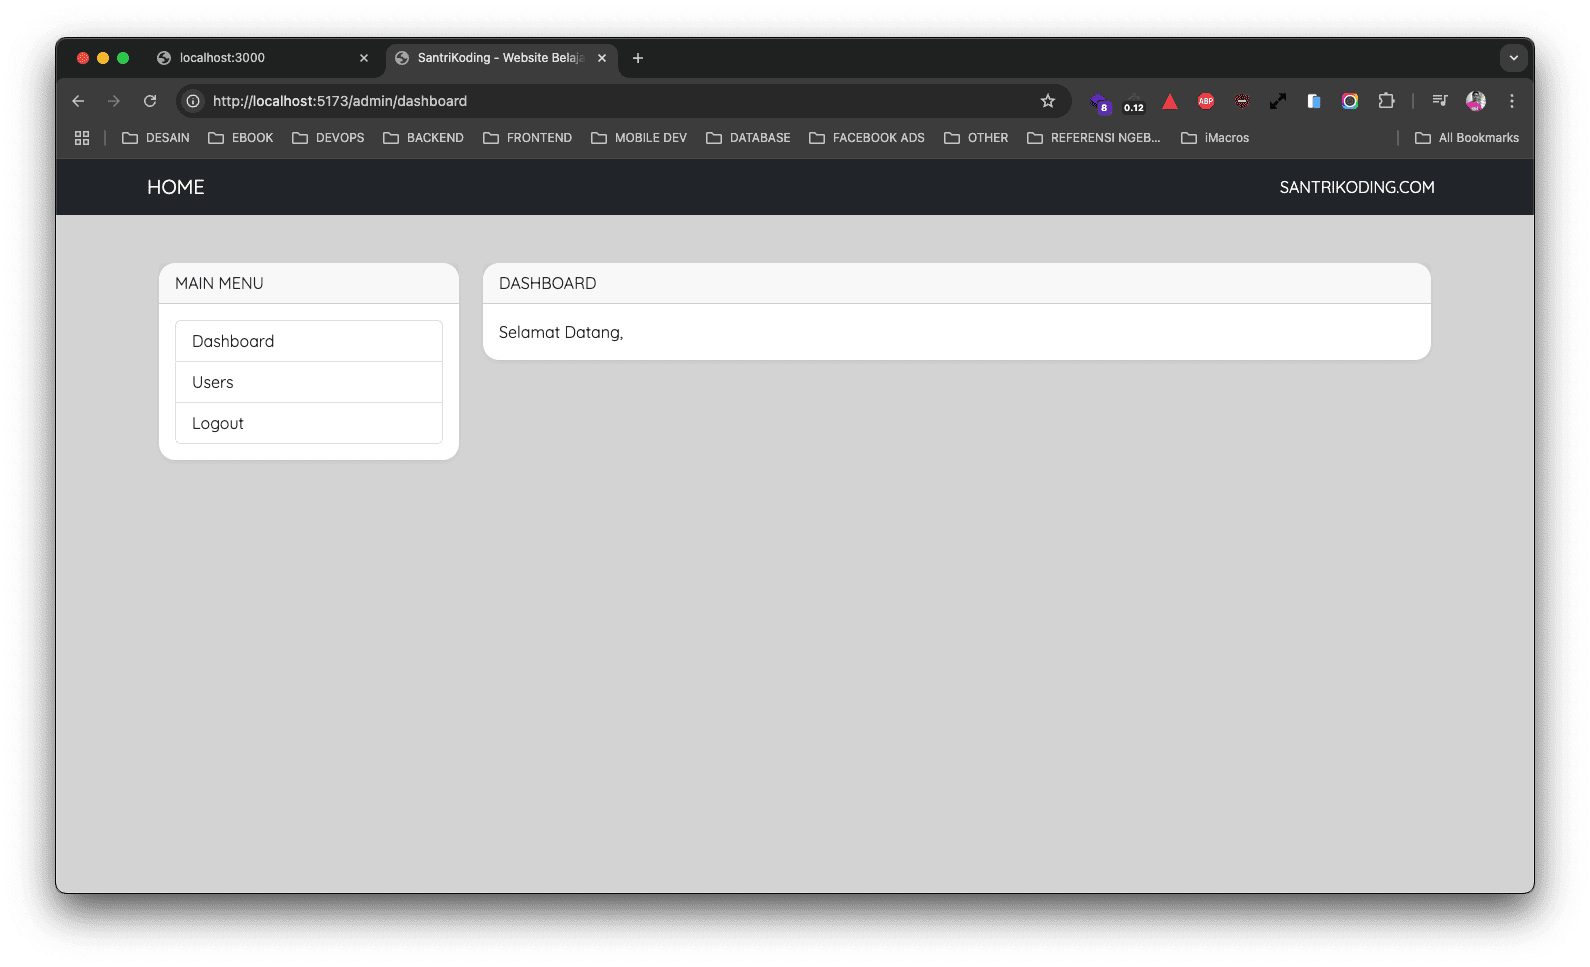 localhost:3000
SantriKoding - Website Belaja
http://localhost:5173/admin/dashboard
8
0.12
ABP
DESAIN
EBOOK
DEVOPS
BACKEND
FRONTEND
MOBILE DEV
DATABASE
FACEBOOK ADS
OTHER
REFERENSI NGEB...
iMacros
All Bookmarks
HOME
SANTRIKODING.COM
MAIN MENU
Dashboard
Users
Logout
DASHBOARD
Selamat Datang,